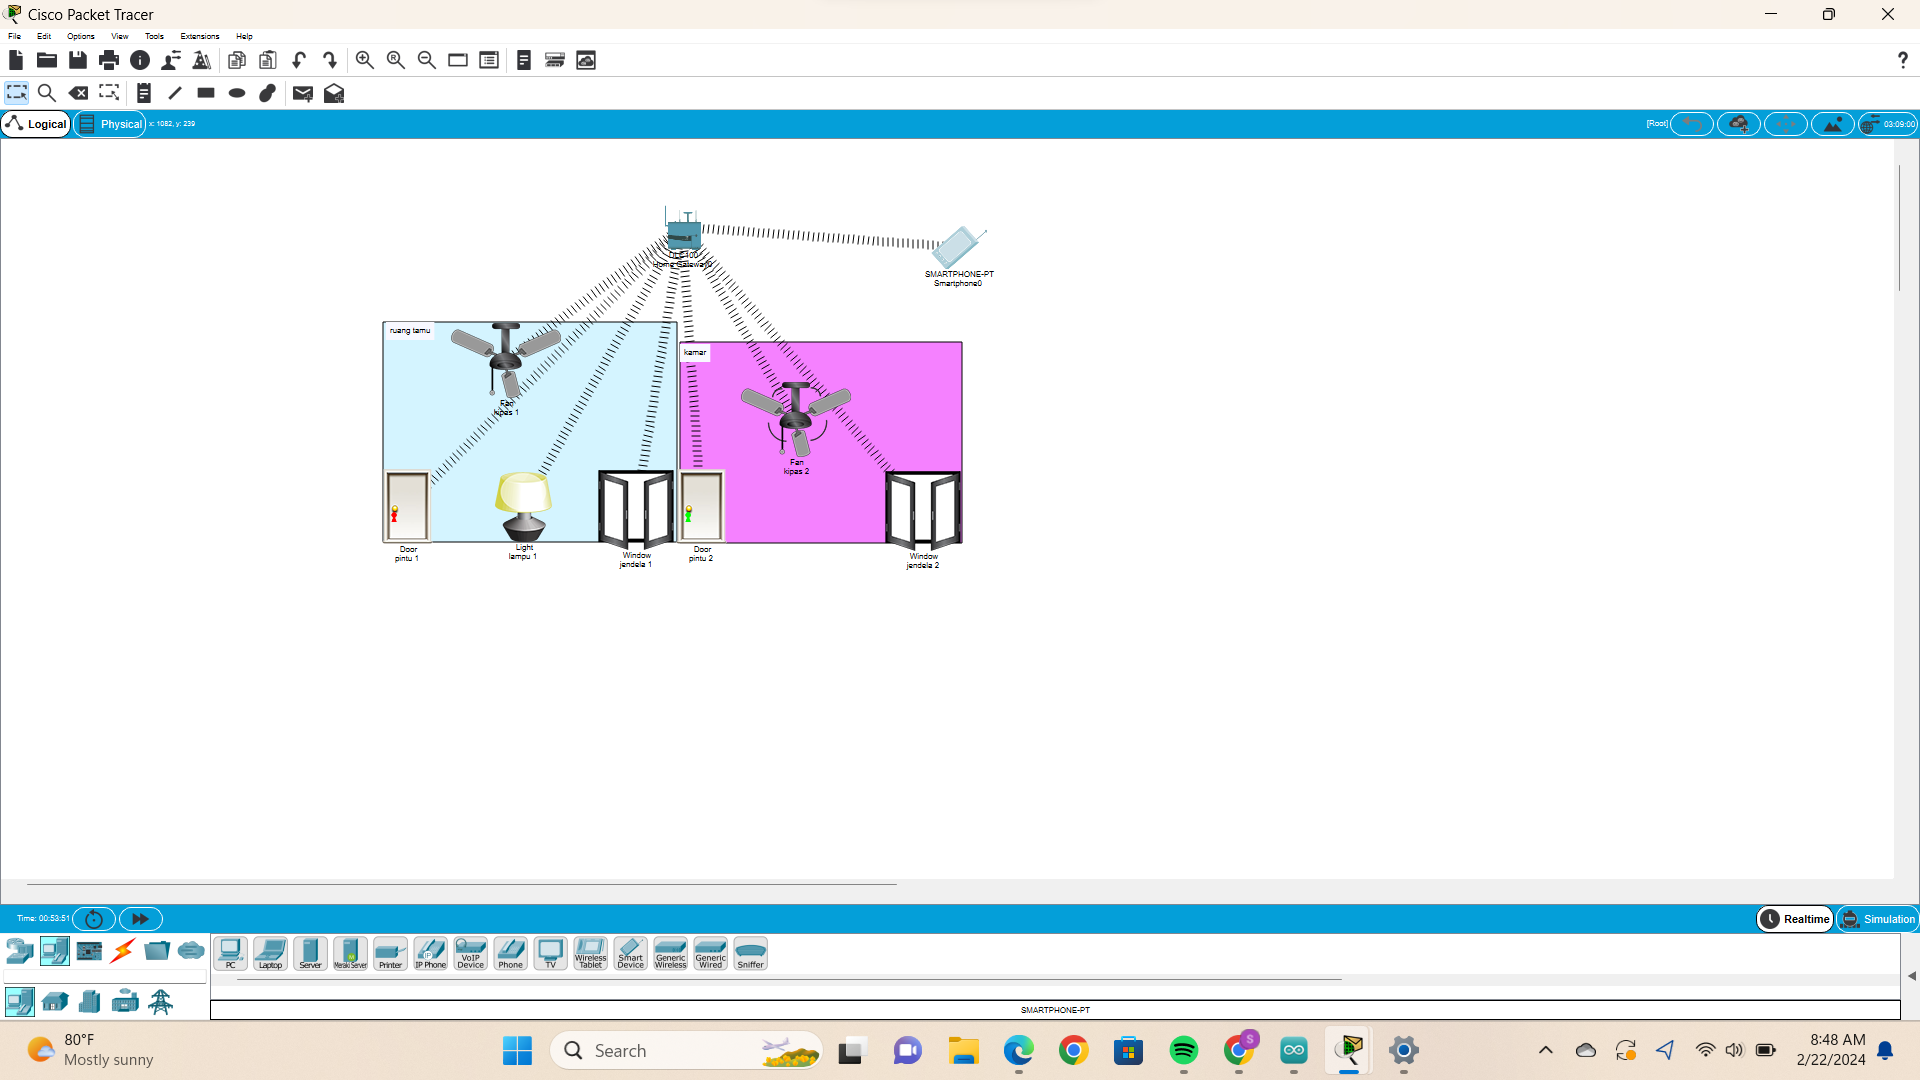 Cisco Packet Tracer
File Edit Options View Tools Extensions Help
Logical Physical x: 1082, y: 239 [Root] 03:09:00
DLC100
Home Gateway0
SMARTPHONE-PT
Smartphone0
ruang tamu
kamar
Fan
kipas 1
Fan
kipas 2
Door
pintu 1
Light
lampu 1
Window
jendela 1
Door
pintu 2
Window
jendela 2
Time: 00:53:51 Realtime Simulation
PC Laptop Server Meraki Server Printer IP Phone VoIP Device Phone TV Wireless Tablet Smart Device Generic Wireless Generic Wired Sniffer
SMARTPHONE-PT
80°F
Mostly sunny
Search
8:48 AM
2/22/2024